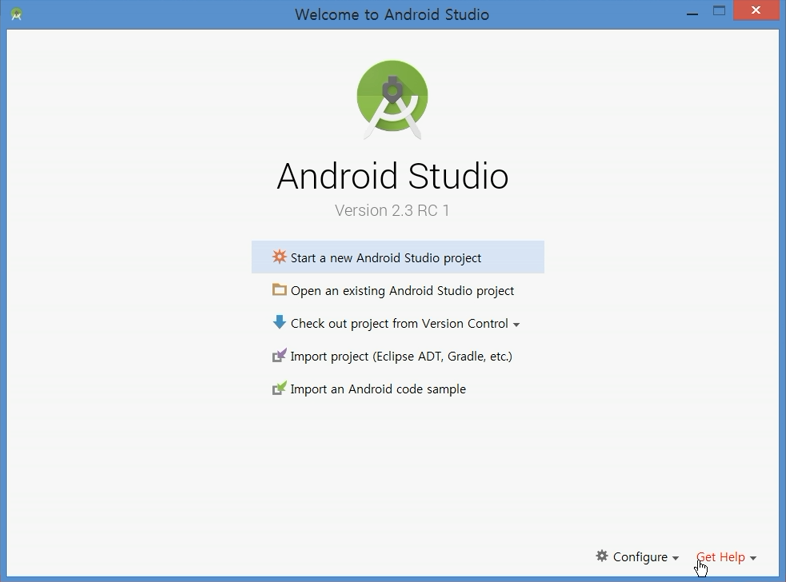 Welcome to Android Studio
Android Studio
Version 2.3 RC 1
Start a new Android Studio project
Open an existing Android Studio project
Check out project from Version Control
Import project (Eclipse ADT, Gradle, etc.)
Import an Android code sample
Configure Get Help